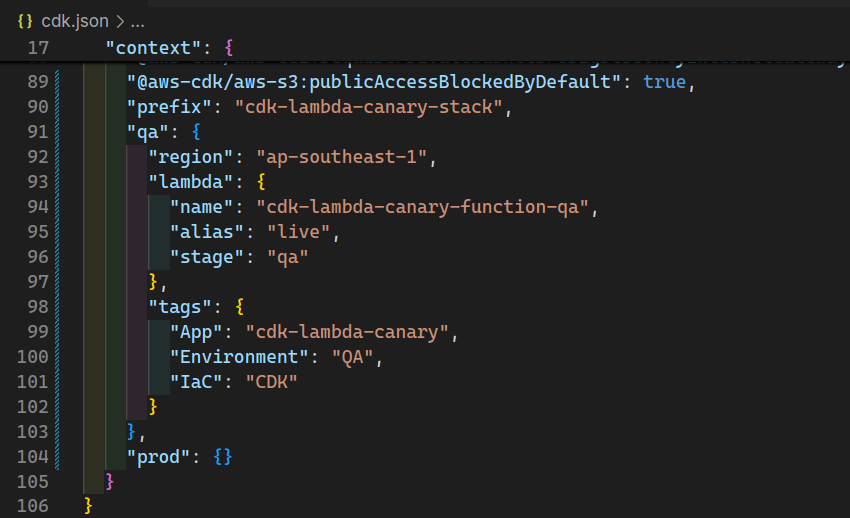 {} cdk.json > ...
17 "context": {
89 "@aws-cdk/aws-s3:publicAccessBlockedByDefault": true,
90 "prefix": "cdk-lambda-canary-stack",
91 "qa": {
92 "region": "ap-southeast-1",
93 "lambda": {
94 "name": "cdk-lambda-canary-function-qa",
95 "alias": "live",
96 "stage": "qa"
97 },
98 "tags": {
99 "App": "cdk-lambda-canary",
100 "Environment": "QA",
101 "IaC": "CDK"
102 }
103 },
104 "prod": {}
105 }
106 }